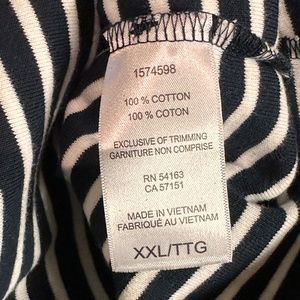 1574598
100 % COTTON
100 % COTON
EXCLUSIVE OF TRIMMING
GARNITURE NON COMPRISE
RN 54163
CA 57151
MADE IN VIETNAM
FABRIQUÉ AU VIETNAM
XXL/TTG